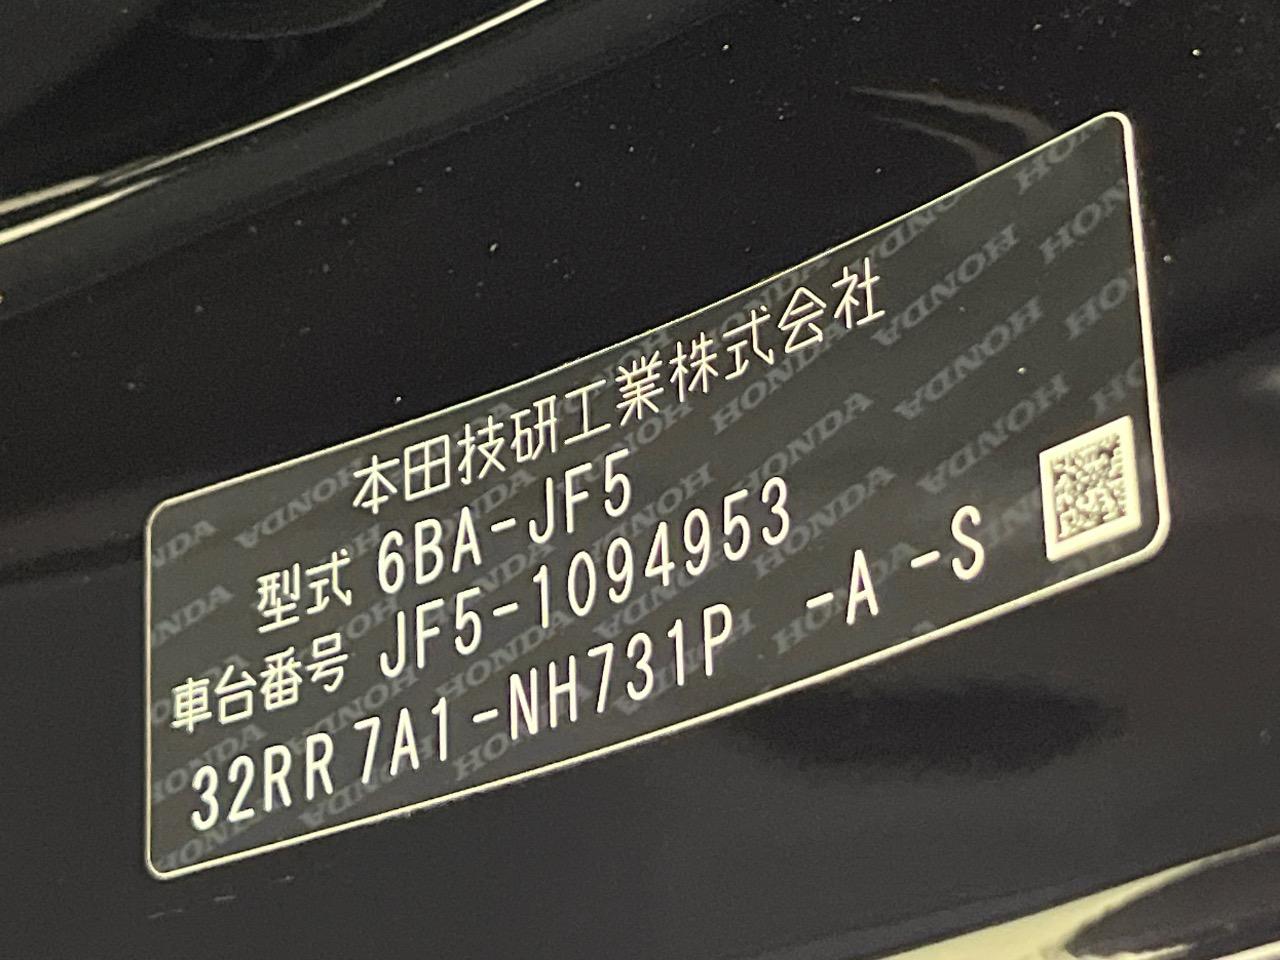 本田技研工業株式会社
型式 6BA-JF5
車台番号 JF5-1094953
32RR 7A1-NH731P -A -S